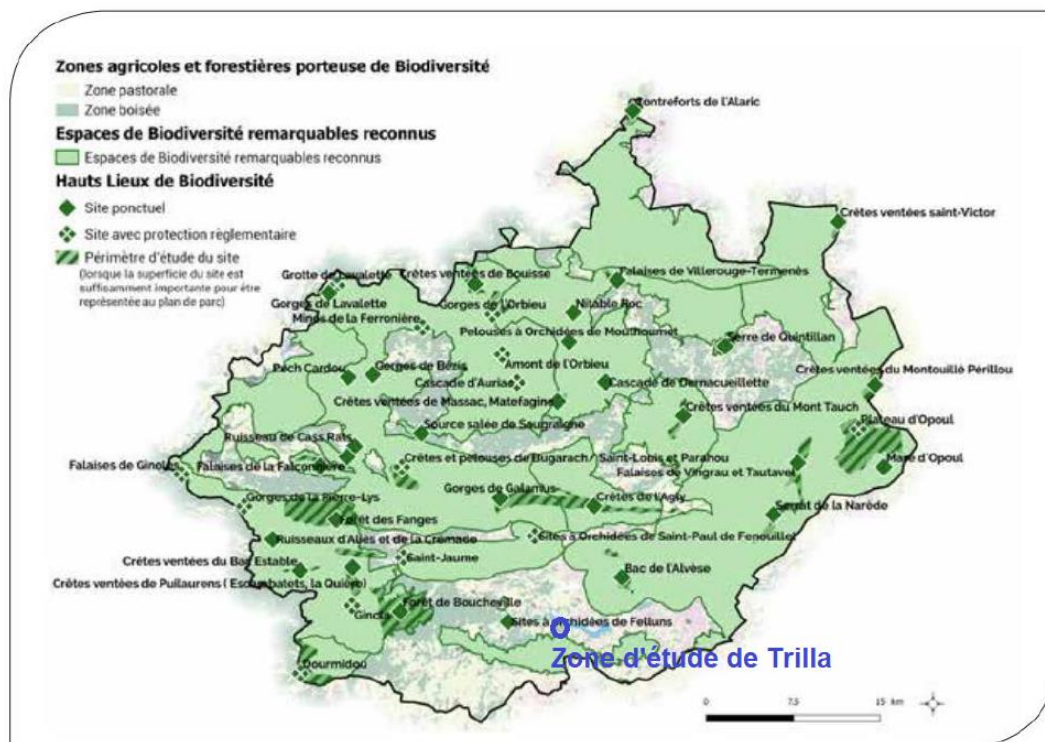 Zones agricoles et forestières porteuse de Biodiversité
Zone pastorale
Zone boisée
Espaces de Biodiversité remarquables reconnus
Espaces de Biodiversité remarquables reconnus
Hauts Lieux de Biodiversité
Site ponctuel
Site avec protection règlementaire
Périmètre d'étude du site
(lorsque la superficie du site est
suffisamment importante pour être
représentée au plan de parc)
Contreforts de l'Alaric
Crêtes ventées saint-Victor
Grotte de Lavalette
Crêtes ventées de Bouisse
Falaises de Villerouge-Termenès
Gorges de Lavalette
Gorges de l'Orbieu
Nilable Roc
Mines de la Ferronière
Pelouses à Orchidées de Mouthoumet
Serre de Quintillan
Pech Cardou
Gorges de Bézis
Amont de l'Orbieu
Crêtes ventées du Montouillé Périllou
Cascade d'Auriac
Cascade de Dernacueillette
Crêtes ventées de Massac, Matefagine
Crêtes ventées du Mont Tauch
Source salée de Sougraigne
Plateau d'Opoul
Ruisseau de Cass Rats
Falaises de Ginoles
Falaises de la Falconnière
Crêtes et pelouses de Bugarach
Saint-Lobis et Parahou
Falaises de Vingrau et Tautavel
Mare d'Opoul
Gorges de la Pierre-Lys
Gorges de Galamus
Crêtes de l'Agly
Serrat de la Narède
Forêt des Fanges
Ruisseaux d'Aliès et de la Cremade
Sites à Orchidées de Saint-Paul de Fenouillet
Saint-Jaume
Crêtes ventées du Bac Estable
Bac de l'Alvèse
Crêtes ventées de Puilaurens ( Escoumbatets, la Quière)
Forêt de Boucheville
Gincla
Sites à orchidées de Felluns
Zone d'étude de Trilla
Dourmidou
0 7,5 15 km